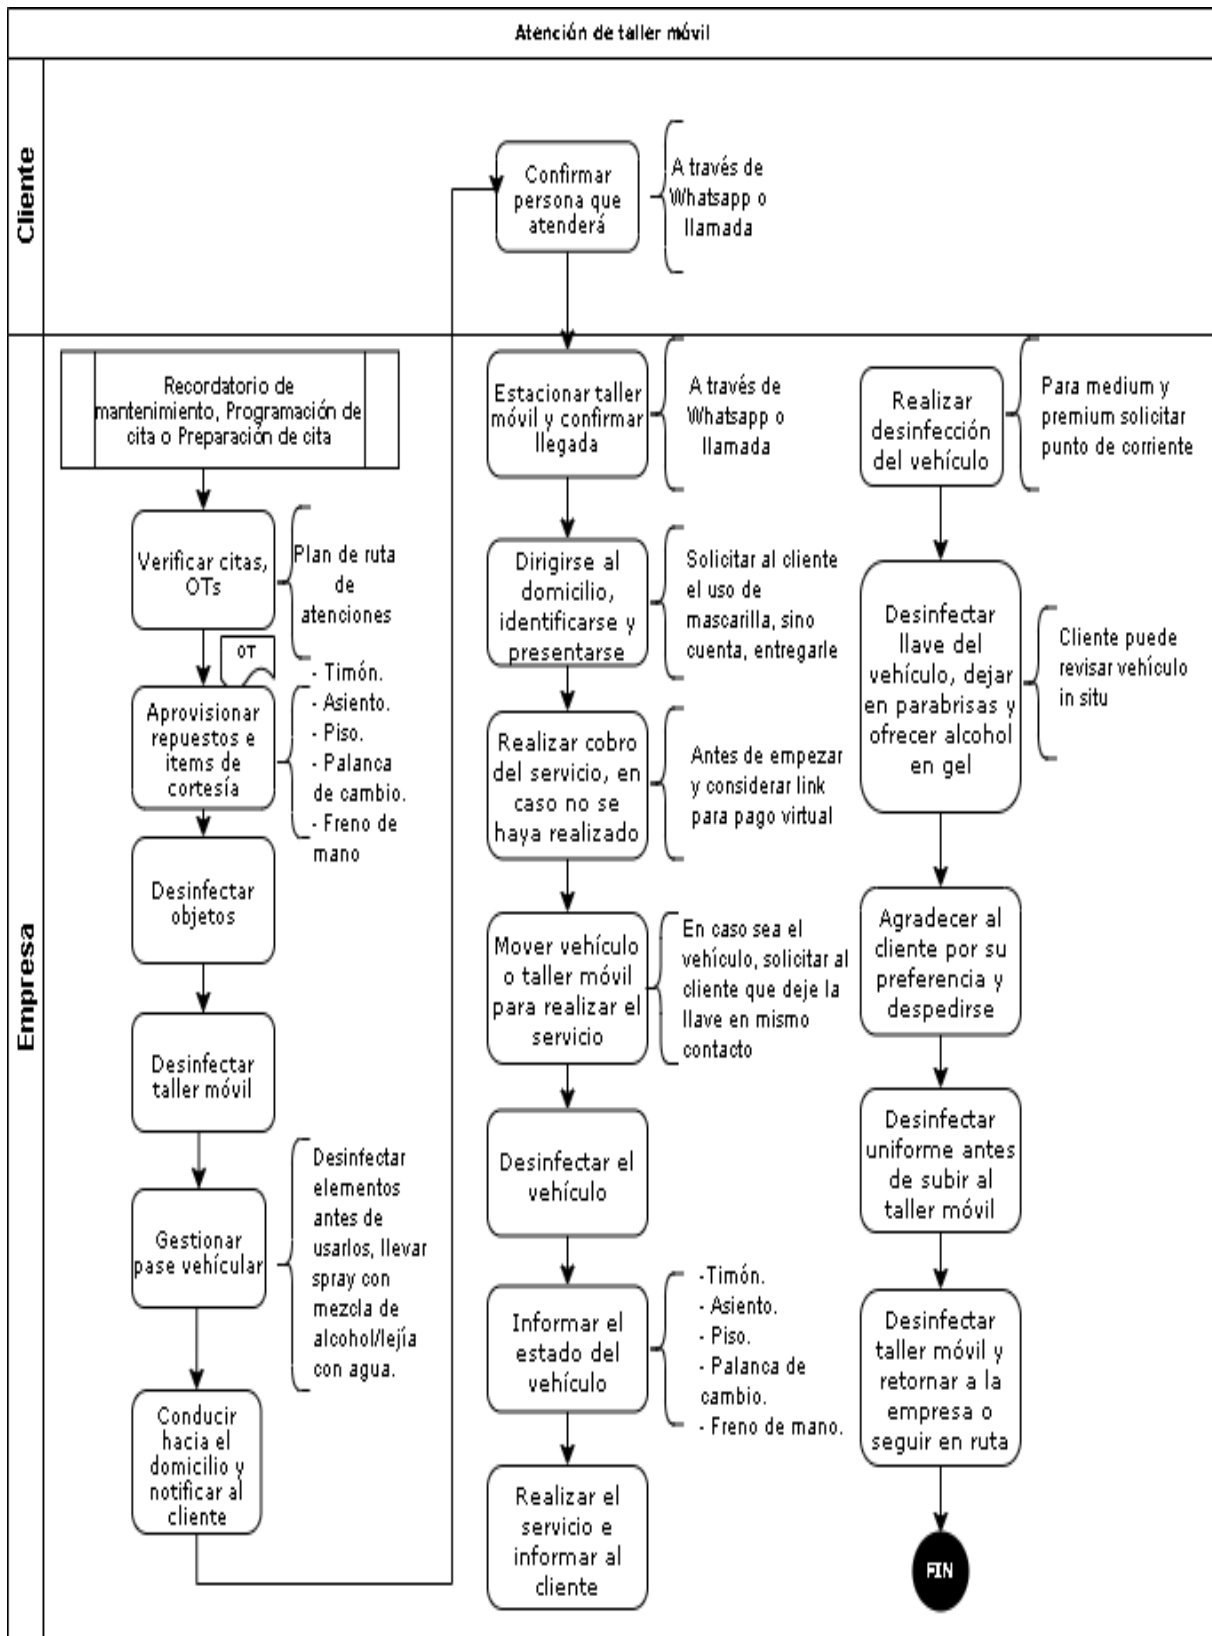 Atención de taller móvil
Cliente
Confirmar
persona que
atenderá
A través de
Whatsapp o
llamada
Empresa
Recordatorio de
mantenimiento, Programación de
cita o Preparación de cita
Verificar citas,
OTs
Plan de ruta
de
atenciones
OT
Aprovisionar
repuestos e
items de
cortesía
- Timón.
- Asiento.
- Piso.
- Palanca
de cambio.
- Freno de
mano
Desinfectar
objetos
Desinfectar
taller móvil
Gestionar
pase vehícular
Desinfectar
elementos
antes de
usarlos, llevar
spray con
mezcla de
alcohol/lejía
con agua.
Conducir
hacia el
domicilio y
notificar al
cliente
Estacionar taller
móvil y confirmar
llegada
A través de
Whatsapp o
llamada
Dirigirse al
domicilio,
identificarse y
presentarse
Solicitar al cliente
el uso de
mascarilla, sino
cuenta, entregarle
Realizar cobro
del servicio, en
caso no se
haya realizado
Antes de empezar
y considerar link
para pago virtual
Mover vehículo
o taller móvil
para realizar el
servicio
En caso sea el
vehículo, solicitar al
cliente que deje la
llave en mismo
contacto
Desinfectar el
vehículo
Informar el
estado del
vehículo
-Timón.
- Asiento.
- Piso.
- Palanca de
cambio.
- Freno de mano.
Realizar el
servicio e
informar al
cliente
Realizar
desinfección
del vehículo
Para medium y
premium solicitar
punto de corriente
Desinfectar
llave del
vehículo, dejar
en parabrisas y
ofrecer alcohol
en gel
Cliente puede
revisar vehículo
in situ
Agradecer al
cliente por su
preferencia y
despedirse
Desinfectar
uniforme antes
de subir al
taller móvil
Desinfectar
taller móvil y
retornar a la
empresa o
seguir en ruta
FIN